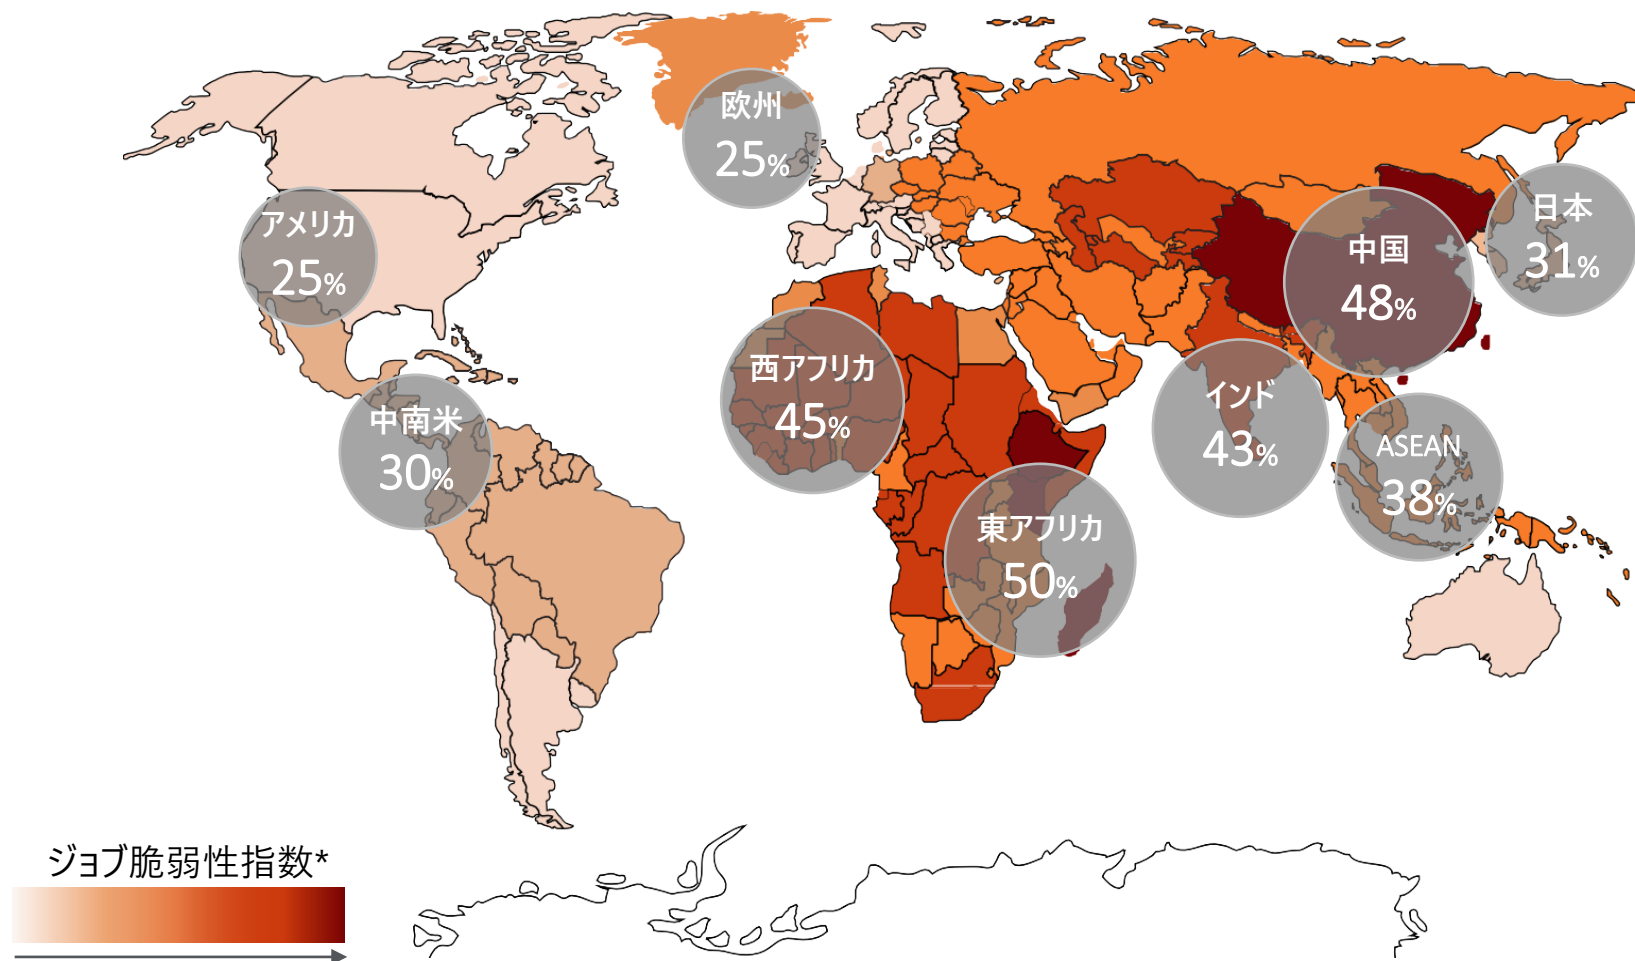 欧州
25%
アメリカ
25%
日本
31%
中国
48%
西アフリカ
45%
インド
43%
中南米
30%
ASEAN
38%
東アフリカ
50%
ジョブ脆弱性指数*